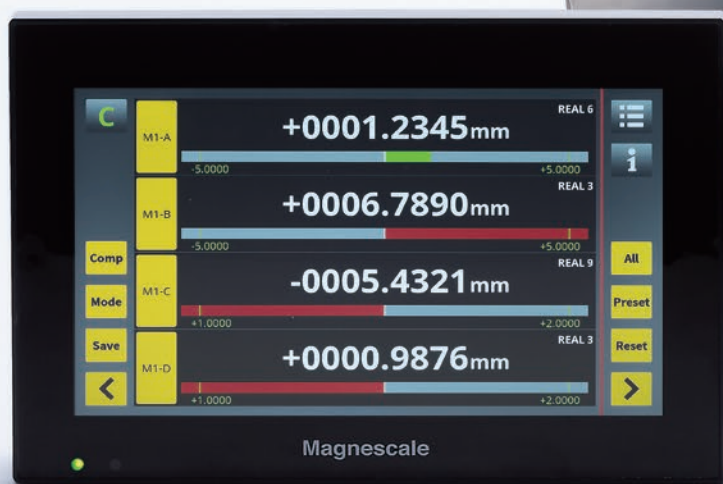 C
M1-A
REAL 6
+0001.2345mm
-5.0000
+5.0000
i
M1-B
REAL 3
+0006.7890mm
-5.0000
+5.0000
Comp
All
M1-C
REAL 9
-0005.4321mm
+1.0000
+2.0000
Mode
Preset
M1-D
REAL 3
+0000.9876mm
+1.0000
+2.0000
Save
Reset
<
>
Magnescale